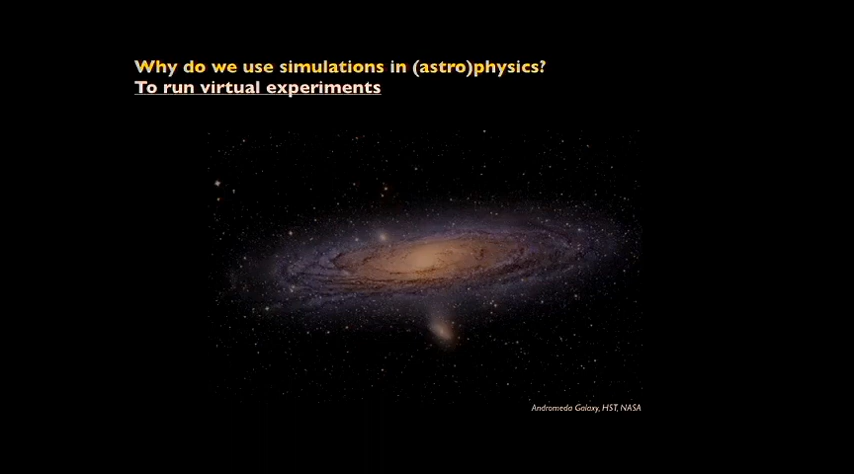 Why do we use simulations in (astro)physics?
To run virtual experiments
Andromeda Galaxy, HST, NASA